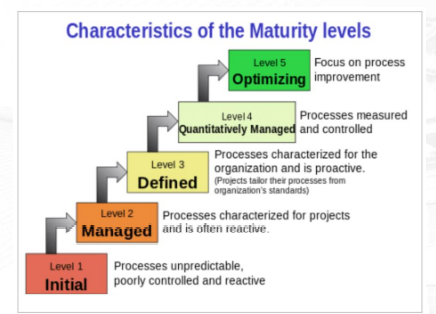 Characteristics of the Maturity levels
Level 5
Optimizing
Focus on process
improvement
Level 4
Quantitatively Managed
Processes measured
and controlled
Level 3
Defined
Processes characterized for the
organization and is proactive.
(Projects tailor their processes from
organization's standards)
Level 2
Managed
Processes characterized for projects
and is often reactive.
Level 1
Initial
Processes unpredictable,
poorly controlled and reactive